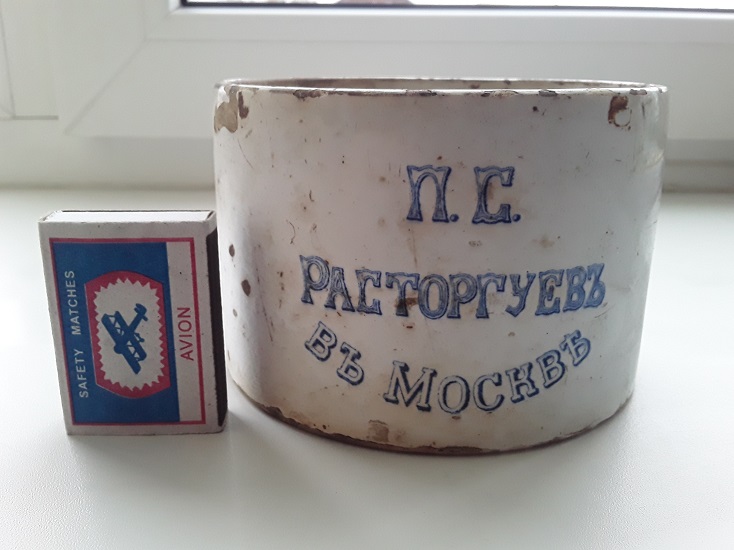 П. С.
РАСТОРГУЕВЪ
ВЪ МОСКВѢ
SAFETY MATCHES
AVION